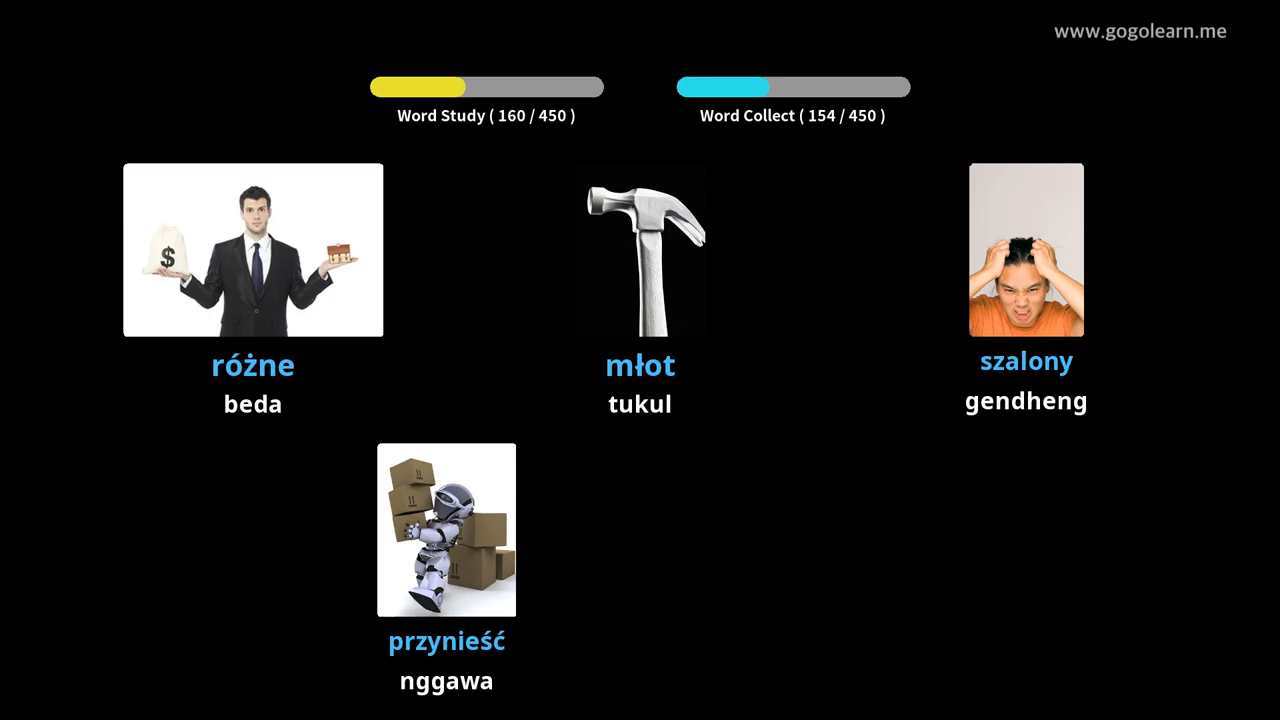 www.gogolearn.me
Word Study ( 160 / 450 )
Word Collect ( 154 / 450 )
$
różne
beda
młot
tukul
szalony
gendheng
przynieść
nggawa